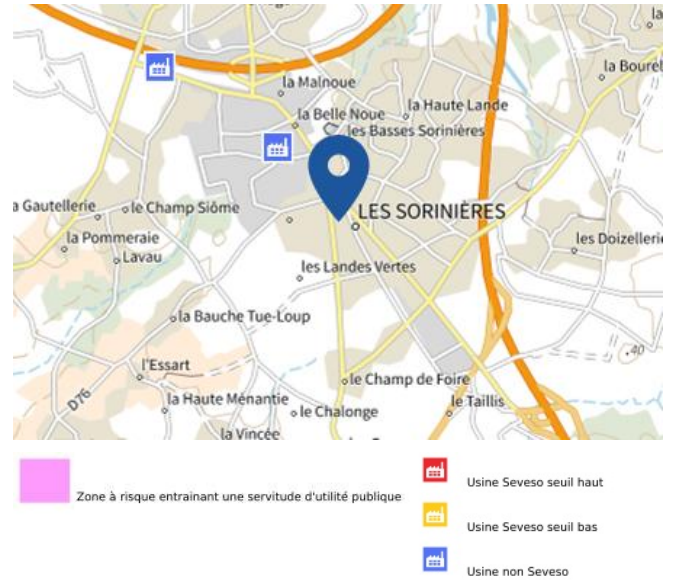 la
la Bourel
la Malnoue
la Belle Noue
la Haute Lande
les Basses Sorinières
a Gautellerie
le Champ Siôme
LES SORINIÈRES
la Pommeraie
Lavau
les Doizellerie
les Landes Vertes
la Bauche Tue-Loup
40
l'Essart
le Champ de Foire
D76
la Haute Ménantie
le Chalonge
le Taillis
la Vincée
Zone à risque entrainant une servitude d'utilité publique
Usine Seveso seuil haut
Usine Seveso seuil bas
Usine non Seveso